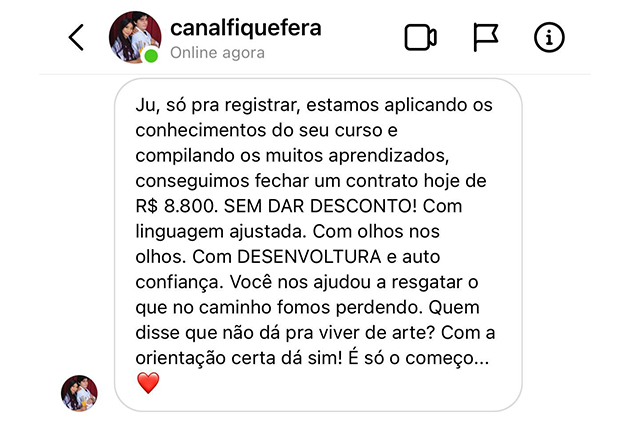 canalfiquefera
Online agora
Ju, só pra registrar, estamos aplicando os
conhecimentos do seu curso e
compilando os muitos aprendizados,
conseguimos fechar um contrato hoje de
R$ 8.800. SEM DAR DESCONTO! Com
linguagem ajustada. Com olhos nos
olhos. Com DESENVOLTURA e auto
confiança. Você nos ajudou a resgatar o
que no caminho fomos perdendo. Quem
disse que não dá pra viver de arte? Com a
orientação certa dá sim! É só o começo...
❤️